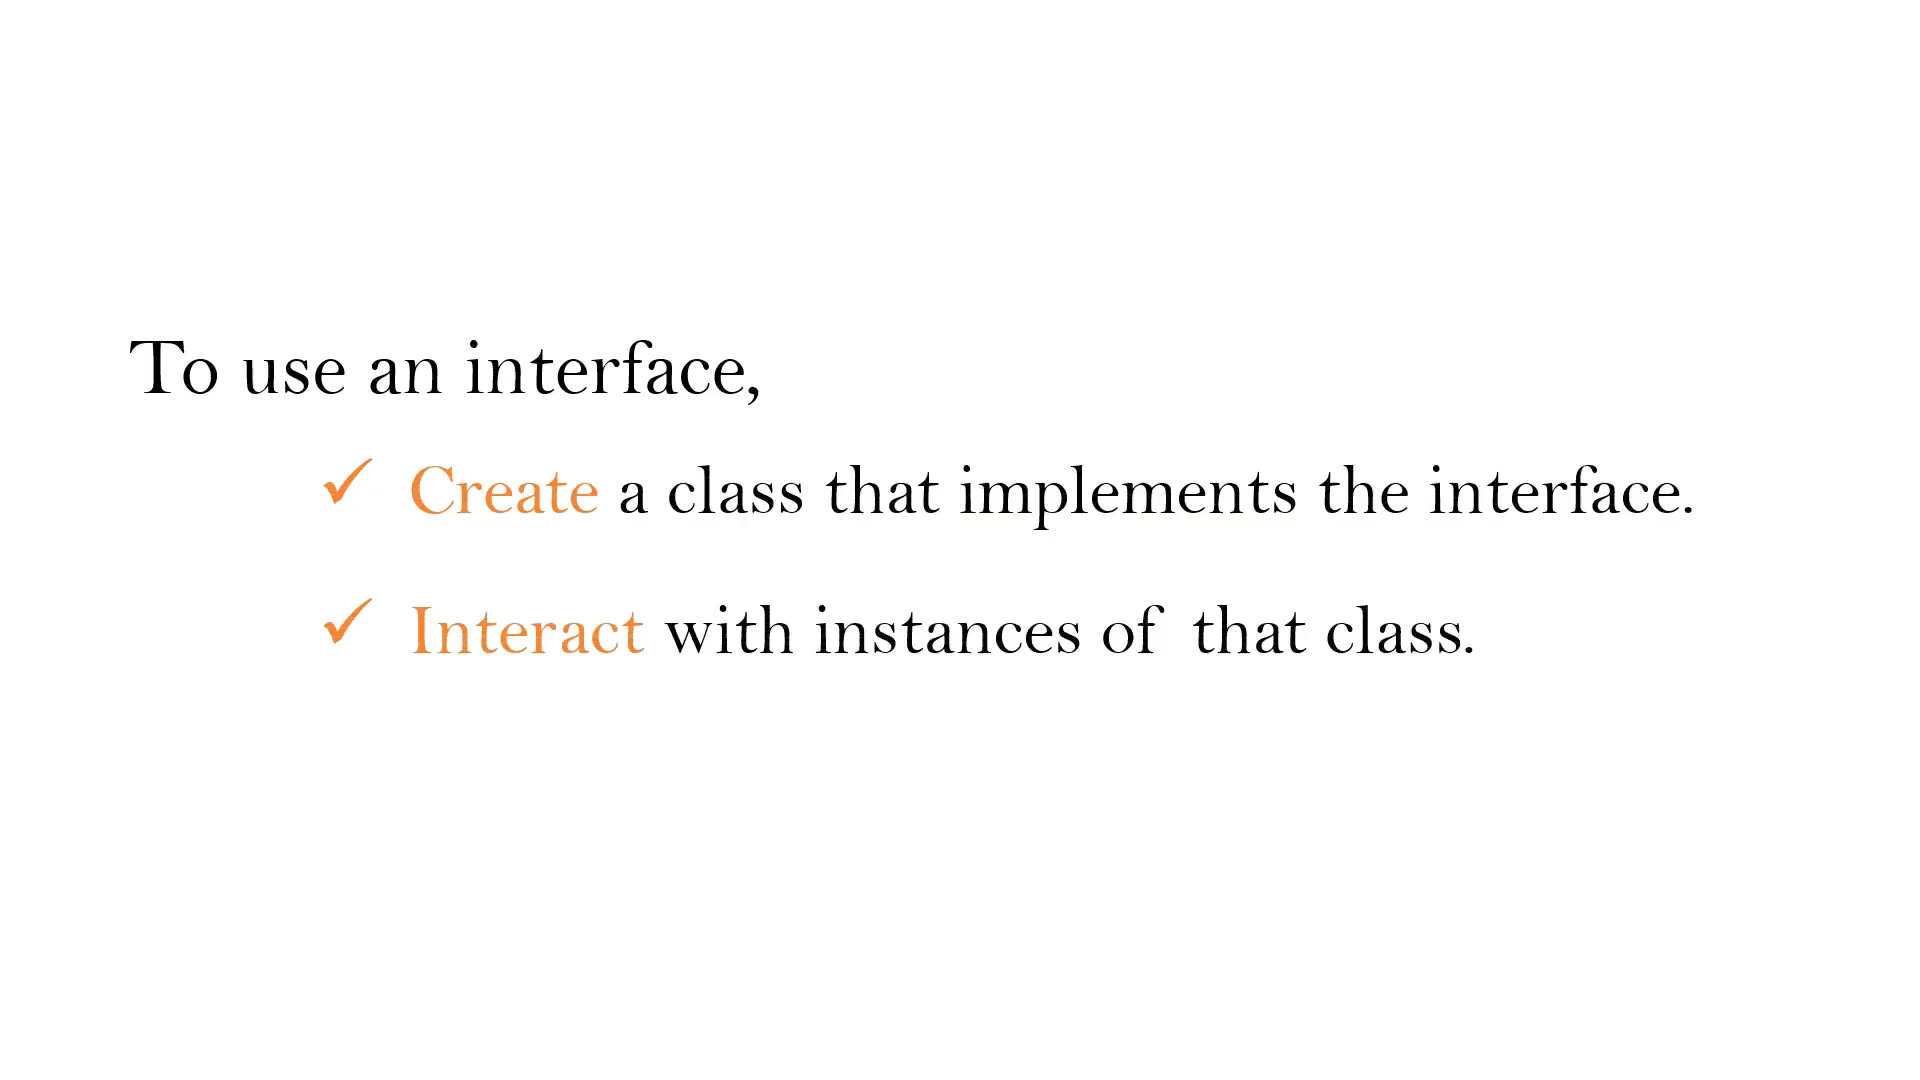 To use an interface,
✓ Create a class that implements the interface.
✓ Interact with instances of that class.